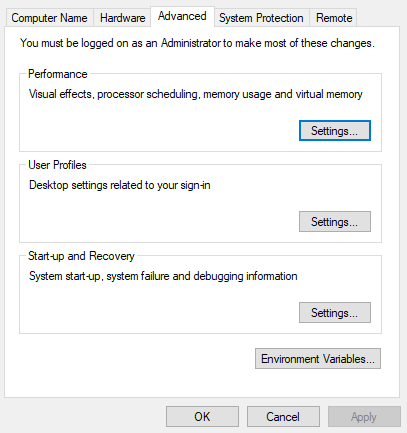 Computer Name Hardware Advanced System Protection Remote
You must be logged on as an Administrator to make most of these changes.
Performance
Visual effects, processor scheduling, memory usage and virtual memory
Settings...
User Profiles
Desktop settings related to your sign-in
Settings...
Start-up and Recovery
System start-up, system failure and debugging information
Settings...
Environment Variables...
OK Cancel Apply